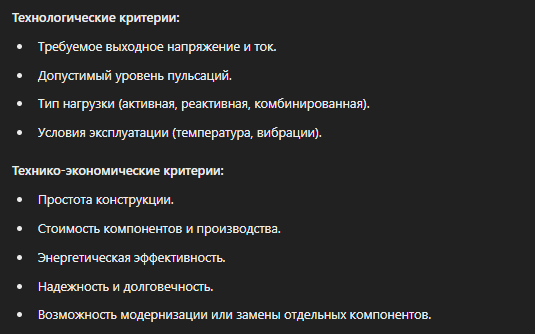 Технологические критерии:
• Требуемое выходное напряжение и ток.
• Допустимый уровень пульсаций.
• Тип нагрузки (активная, реактивная, комбинированная).
• Условия эксплуатации (температура, вибрации).
Технико-экономические критерии:
• Простота конструкции.
• Стоимость компонентов и производства.
• Энергетическая эффективность.
• Надежность и долговечность.
• Возможность модернизации или замены отдельных компонентов.